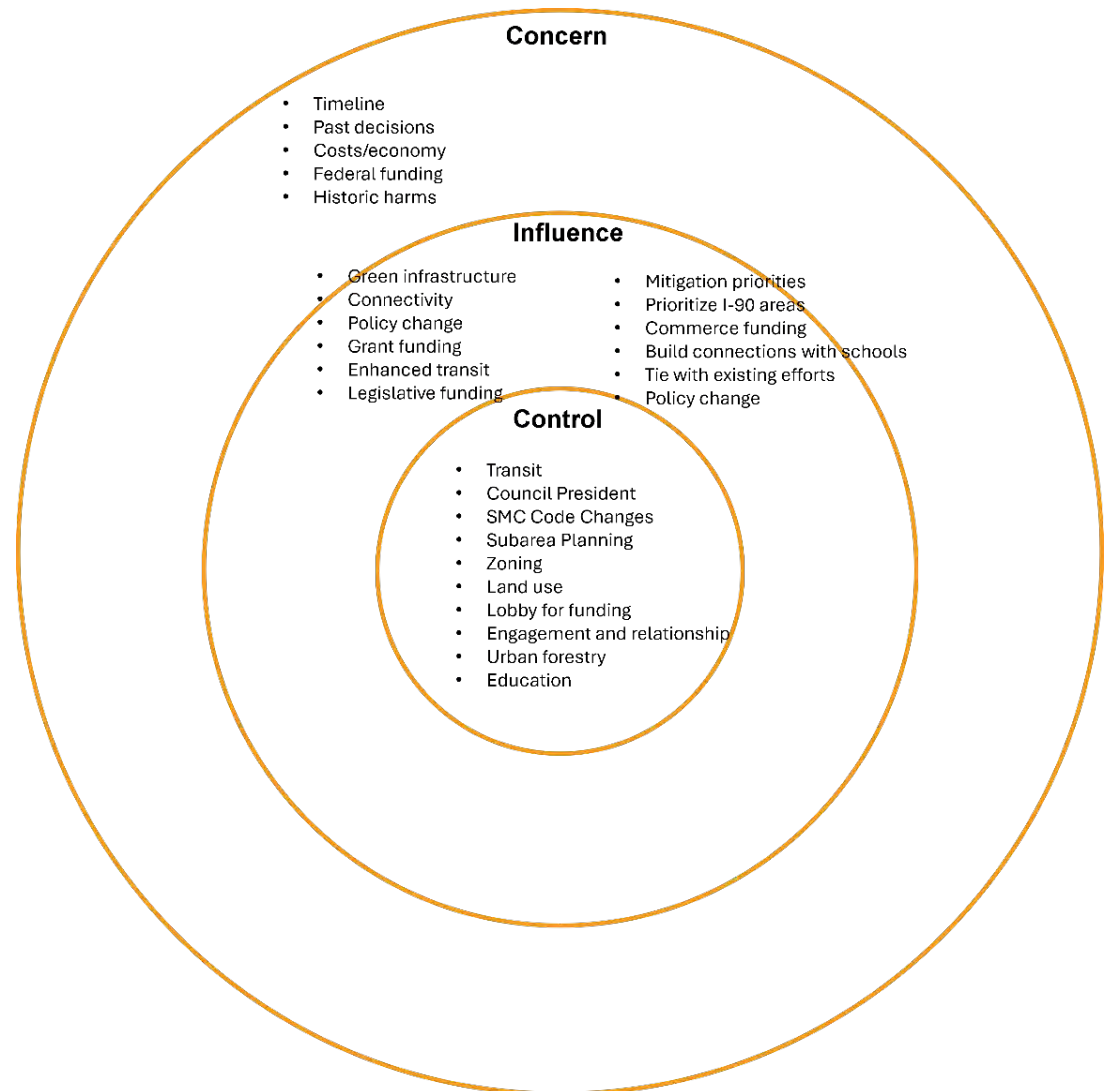 Concern
• Timeline
• Past decisions
• Costs/economy
• Federal funding
• Historic harms
Influence
• Green infrastructure
• Connectivity
• Policy change
• Grant funding
• Enhanced transit
• Legislative funding
• Mitigation priorities
• Prioritize I-90 areas
• Commerce funding
• Build connections with schools
• Tie with existing efforts
• Policy change
Control
• Transit
• Council President
• SMC Code Changes
• Subarea Planning
• Zoning
• Land use
• Lobby for funding
• Engagement and relationship
• Urban forestry
• Education